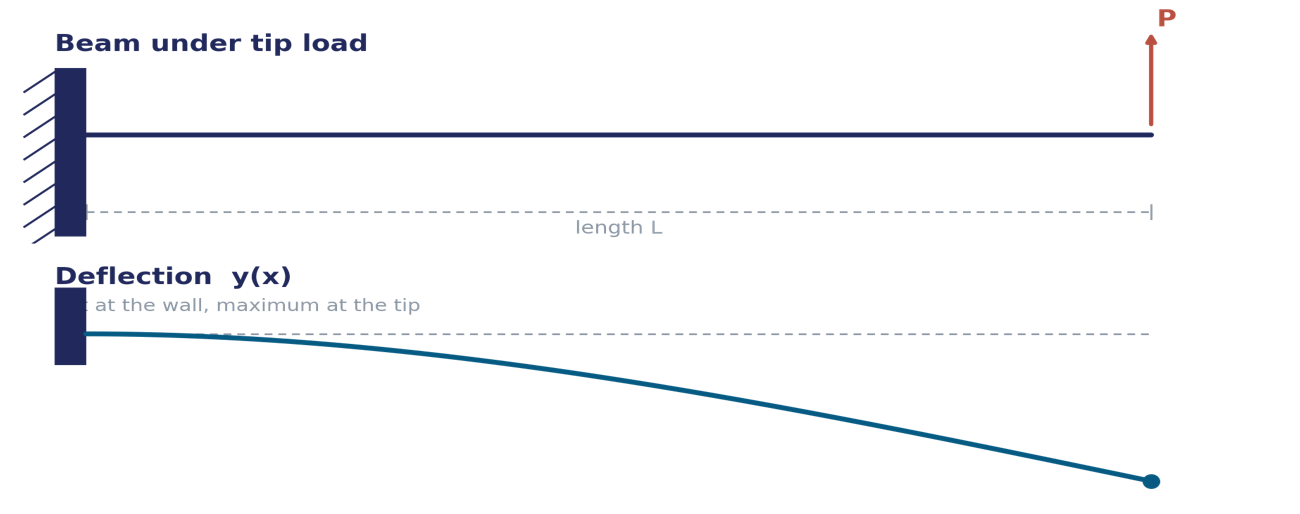 P
Beam under tip load
length L
Deflection y(x)
at the wall, maximum at the tip